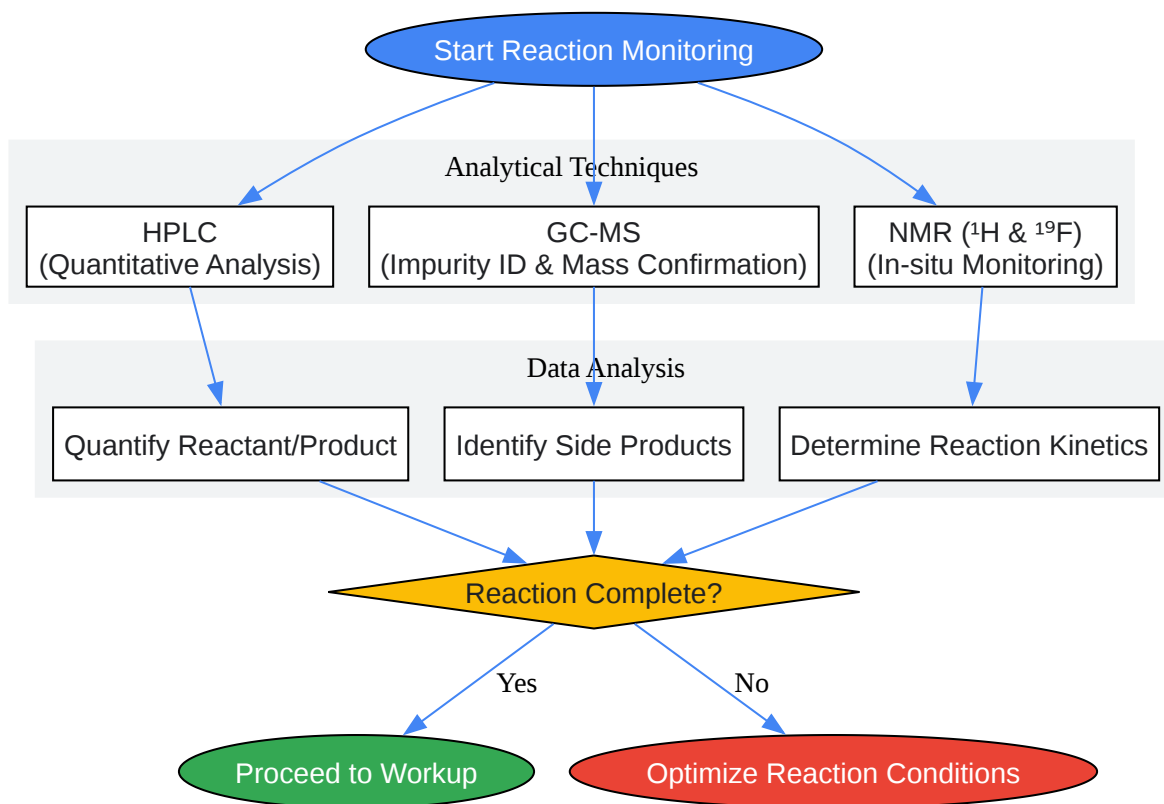 Start Reaction Monitoring
Analytical Techniques
HPLC
(Quantitative Analysis)
GC-MS
(Impurity ID & Mass Confirmation)
NMR (¹H & ¹⁹F)
(In-situ Monitoring)
Data Analysis
Quantify Reactant/Product
Identify Side Products
Determine Reaction Kinetics
Reaction Complete?
Yes
No
Proceed to Workup
Optimize Reaction Conditions